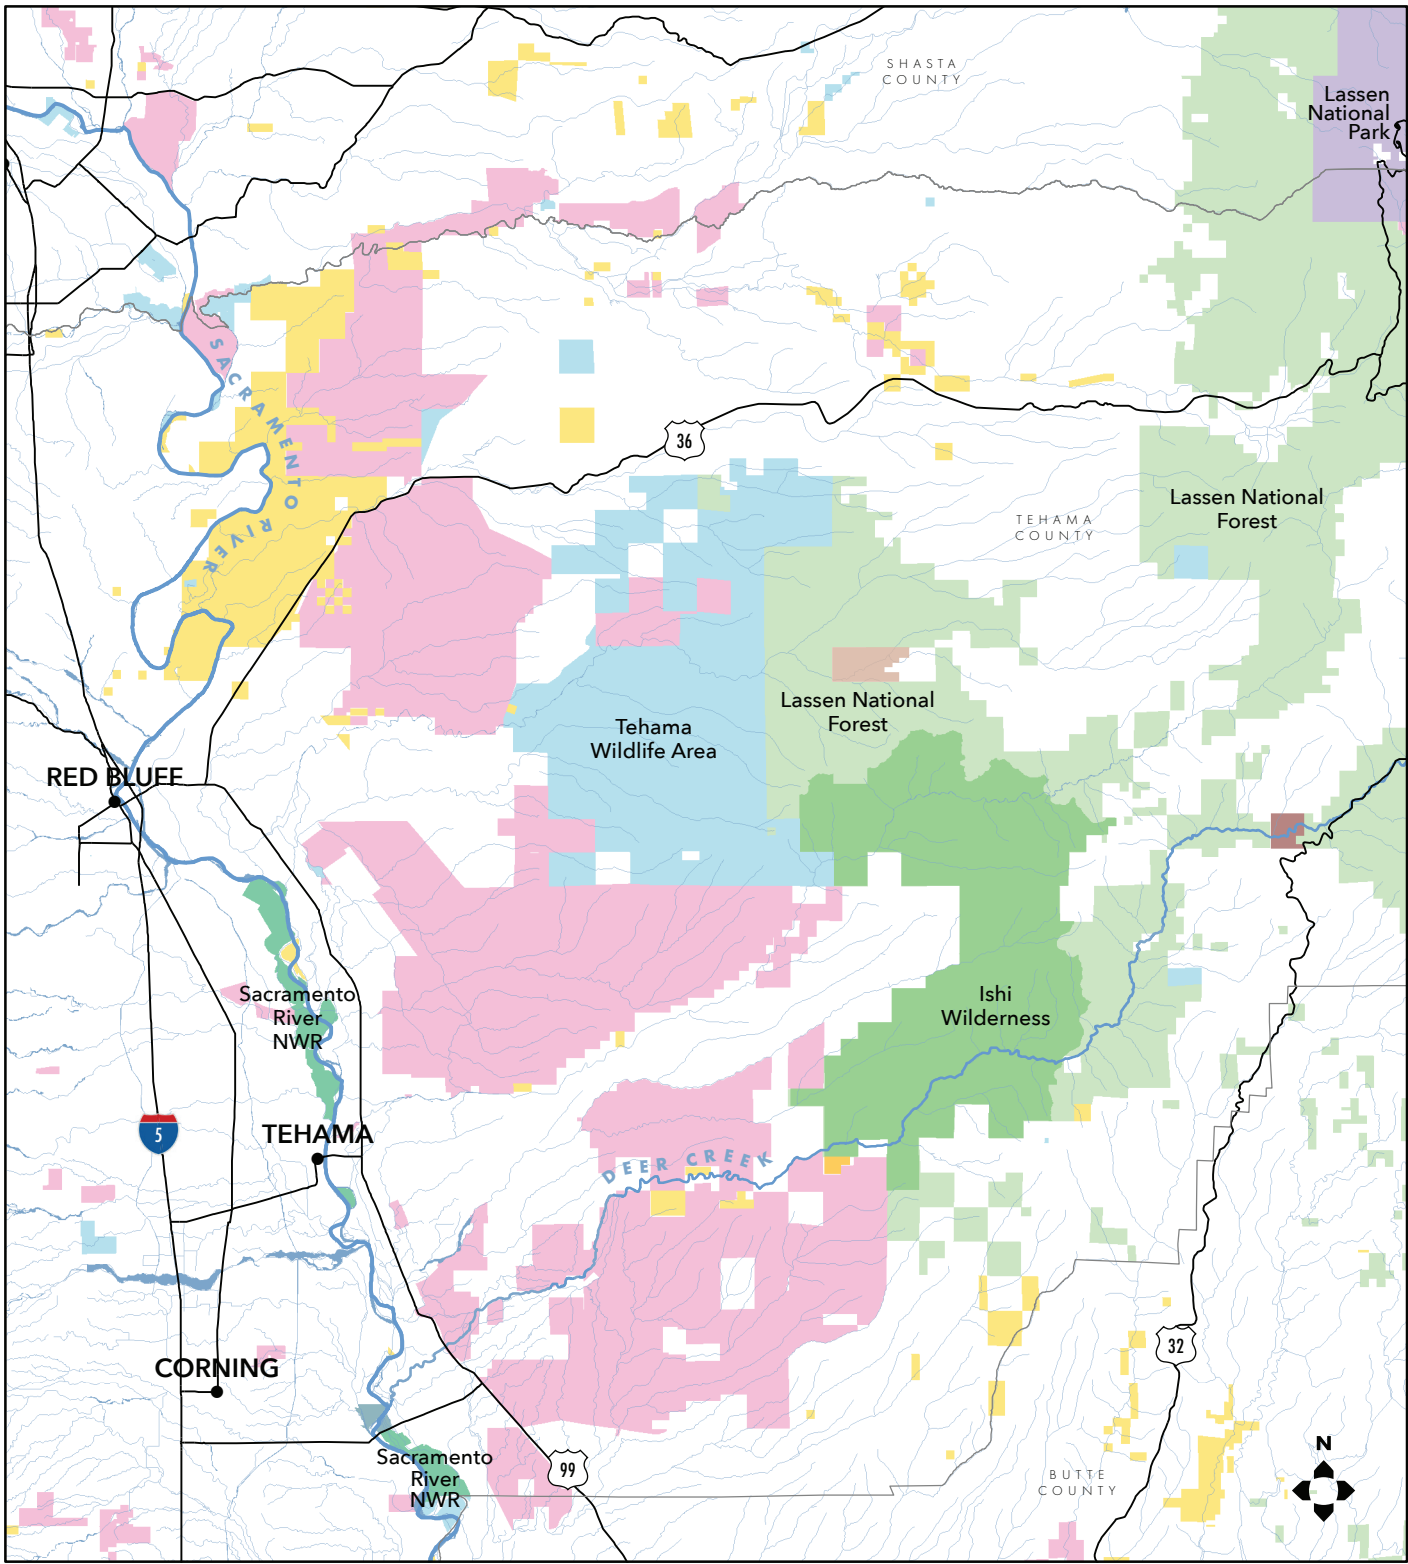 SHASTA
COUNTY
Lassen
National
Park
SACRAMENTO RIVER
36
Lassen National
Forest
TEHAMA
COUNTY
Lassen National
Forest
Tehama
Wildlife Area
RED BLUFF
Sacramento
River
NWR
Ishi
Wilderness
5
TEHAMA
DEER CREEK
32
CORNING
Sacramento
River
NWR
99
BUTTE
COUNTY
N